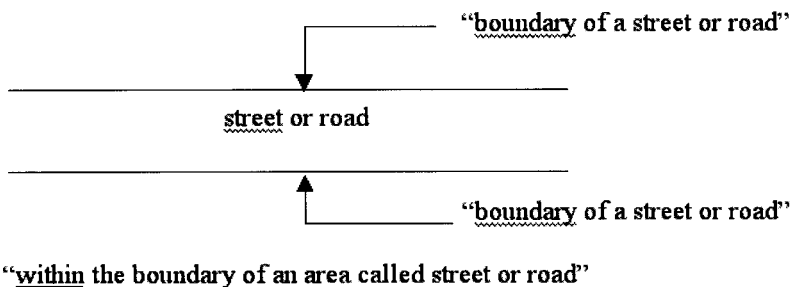 “boundary of a street or road”
street or road
“boundary of a street or road”
“within the boundary of an area called street or road”